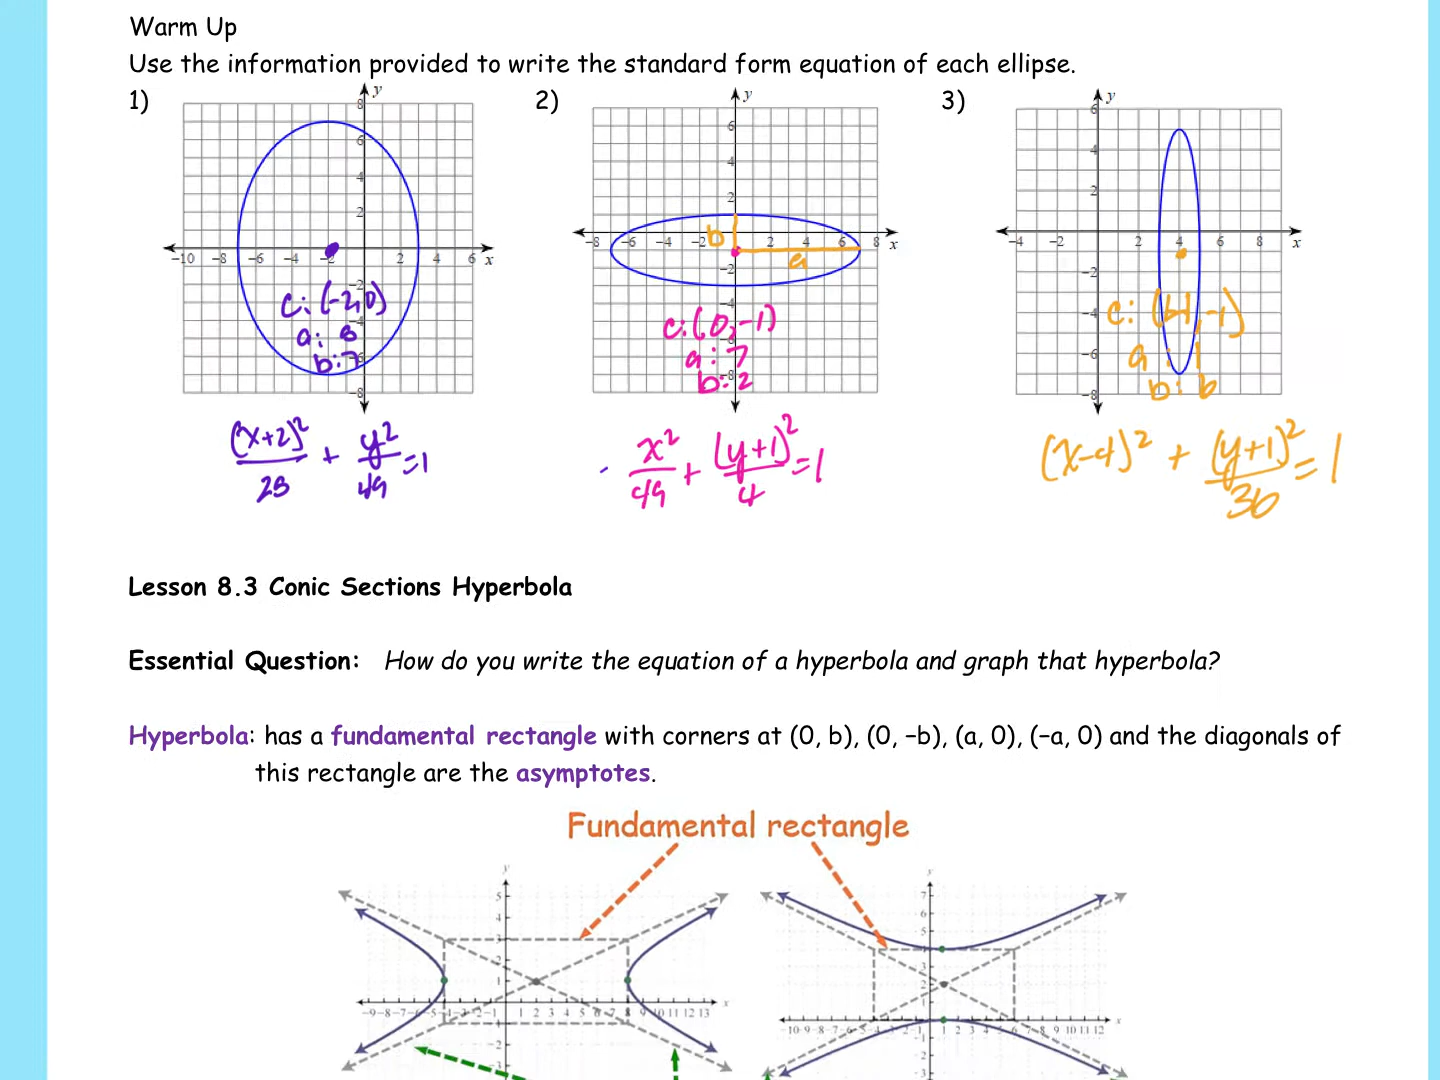 Warm Up
Use the information provided to write the standard form equation of each ellipse.
1) 2) 3)
c: (-2,0)
a: 8
b: 7
(x+2)²/25 + y²/49 = 1
b
a
c: (0, -1)
a: 7
b: 2
x²/49 + (y+1)²/4 = 1
c: (4, -1)
a: 1
b: 6
(x-4)² + (y+1)²/36 = 1
Lesson 8.3 Conic Sections Hyperbola
Essential Question: How do you write the equation of a hyperbola and graph that hyperbola?
Hyperbola: has a fundamental rectangle with corners at (0, b), (0, −b), (a, 0), (−a, 0) and the diagonals of
this rectangle are the asymptotes.
Fundamental rectangle